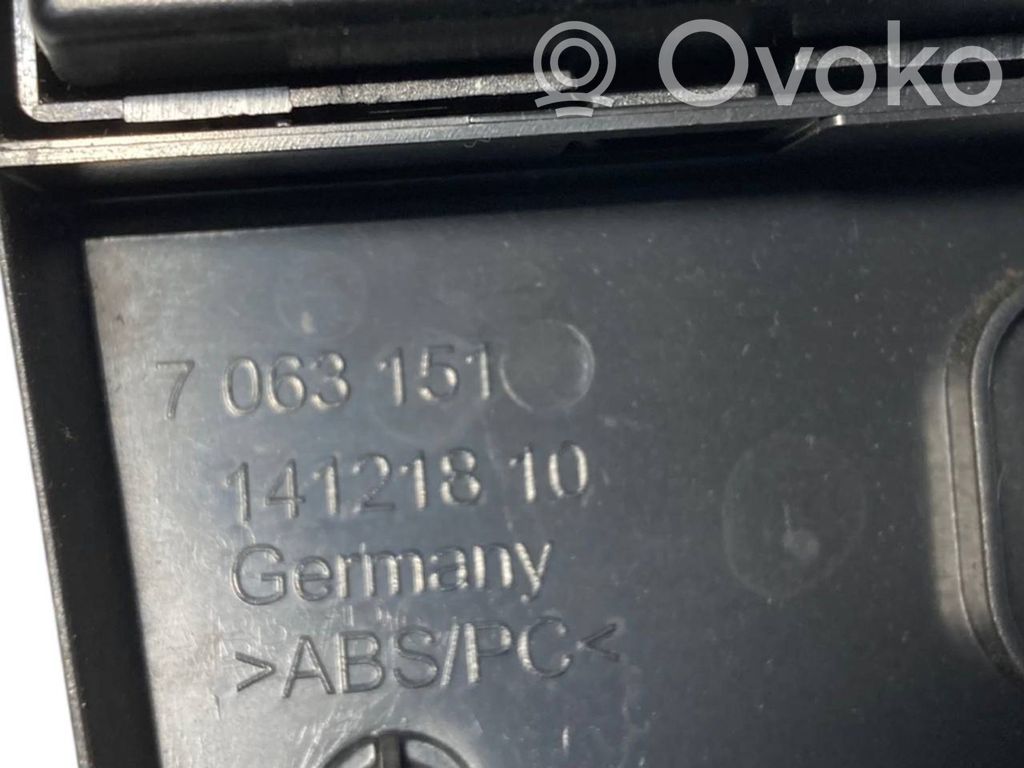 Ovoko
7 063 151
141218 10
Germany
>ABS/PC<